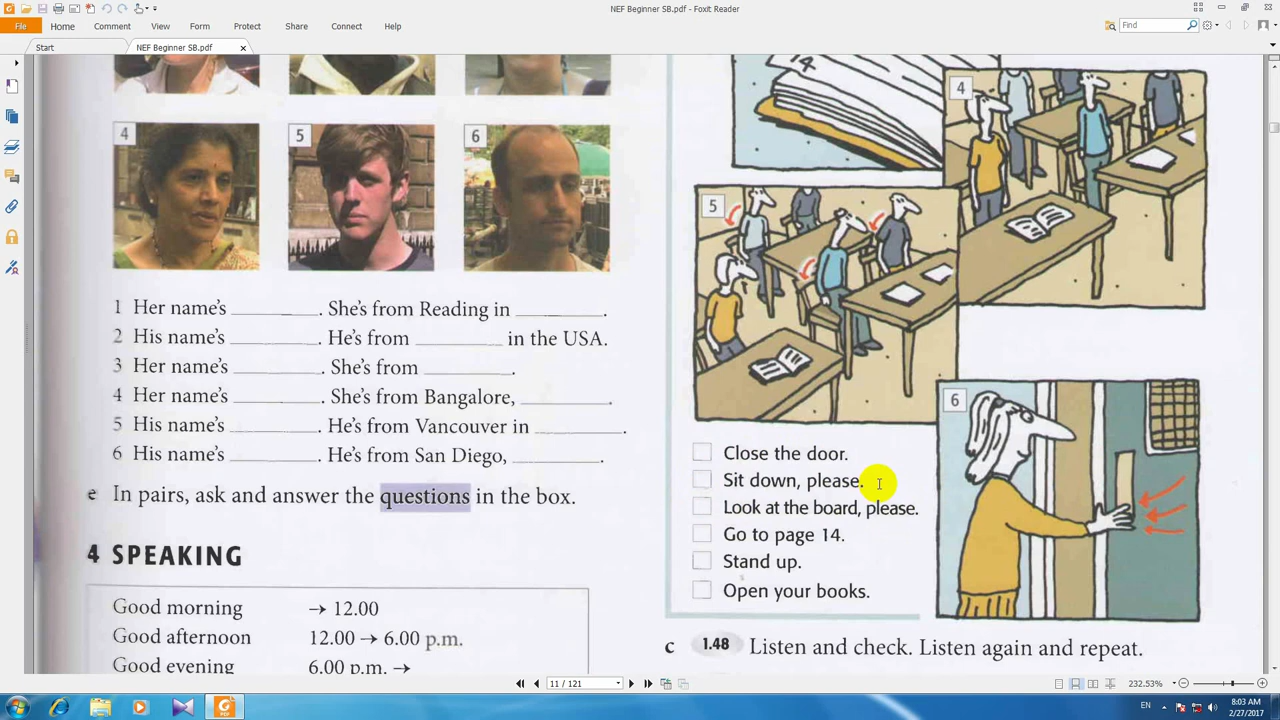 NEF Beginner SB.pdf - Foxit Reader
File Home Comment View Form Protect Share Connect Help
Find
Start NEF Beginner SB.pdf
4 5 6
1 Her name's ________. She's from Reading in ________.
2 His name's ________. He's from ________ in the USA.
3 Her name's ________. She's from ________.
4 Her name's ________. She's from Bangalore, ________.
5 His name's ________. He's from Vancouver in ________.
6 His name's ________. He's from San Diego, ________.
e In pairs, ask and answer the questions in the box.
4 SPEAKING
Good morning → 12.00
Good afternoon 12.00 → 6.00 p.m.
Good evening 6.00 p.m. →
14
4
5
6
Close the door.
Sit down, please.
Look at the board, please.
Go to page 14.
Stand up.
Open your books.
c 1.48 Listen and check. Listen again and repeat.
11 / 121
232.53%
EN
8:03 AM
2/27/2017